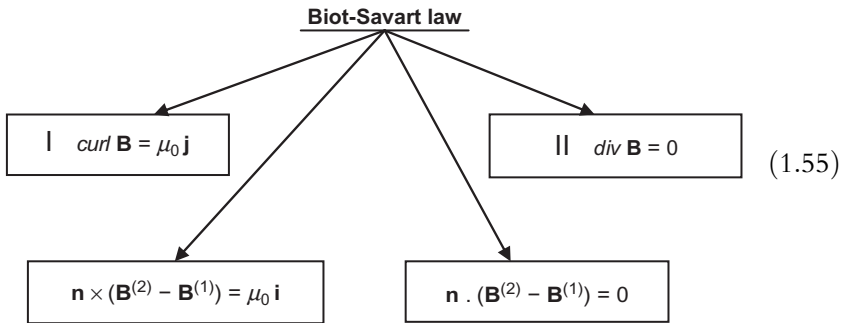 Biot-Savart law
I curl B = μ₀ j
II div B = 0
(1.55)
n × (B⁽²⁾ − B⁽¹⁾) = μ₀ i
n . (B⁽²⁾ − B⁽¹⁾) = 0